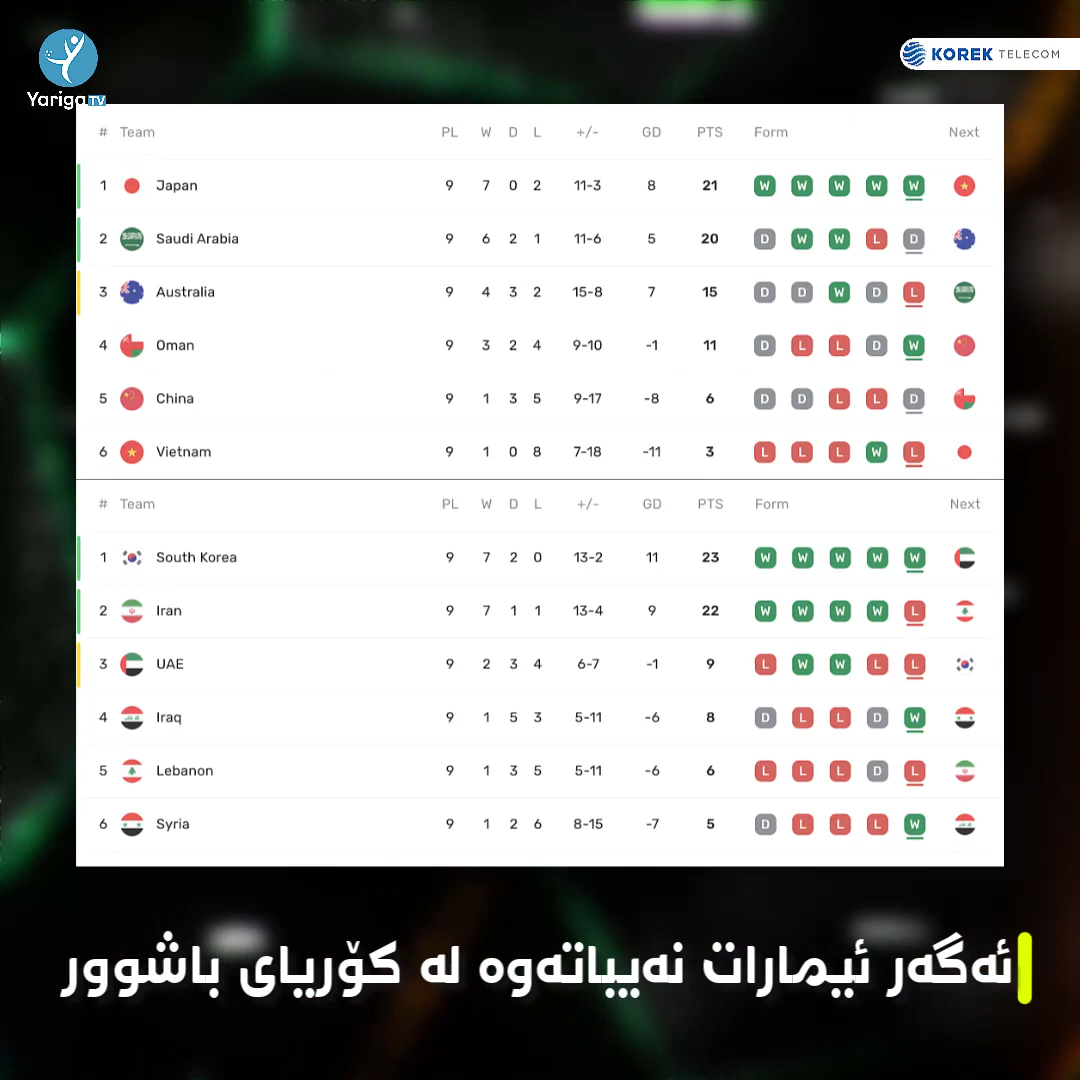 Yariga TV
KOREK TELECOM
# Team PL W D L +/- GD PTS Form Next
1 Japan 9 7 0 2 11-3 8 21 W W W W W
2 Saudi Arabia 9 6 2 1 11-6 5 20 D W W L D
3 Australia 9 4 3 2 15-8 7 15 D D W D L
4 Oman 9 3 2 4 9-10 -1 11 D L L D W
5 China 9 1 3 5 9-17 -8 6 D D L L D
6 Vietnam 9 1 0 8 7-18 -11 3 L L L W L
# Team PL W D L +/- GD PTS Form Next
1 South Korea 9 7 2 0 13-2 11 23 W W W W W
2 Iran 9 7 1 1 13-4 9 22 W W W W L
3 UAE 9 2 3 4 6-7 -1 9 L W W L L
4 Iraq 9 1 5 3 5-11 -6 8 D L L D W
5 Lebanon 9 1 3 5 5-11 -6 6 L L L D L
6 Syria 9 1 2 6 8-15 -7 5 D L L L W
ئەگەر ئیمارات نەیباتەوە لە کۆریای باشوور